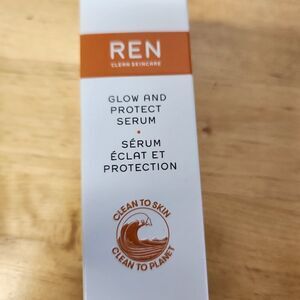 REN
CLEAN SKINCARE
GLOW AND
PROTECT
SERUM
SÉRUM
ÉCLAT ET
PROTECTION
CLEAN TO SKIN
CLEAN TO PLANET